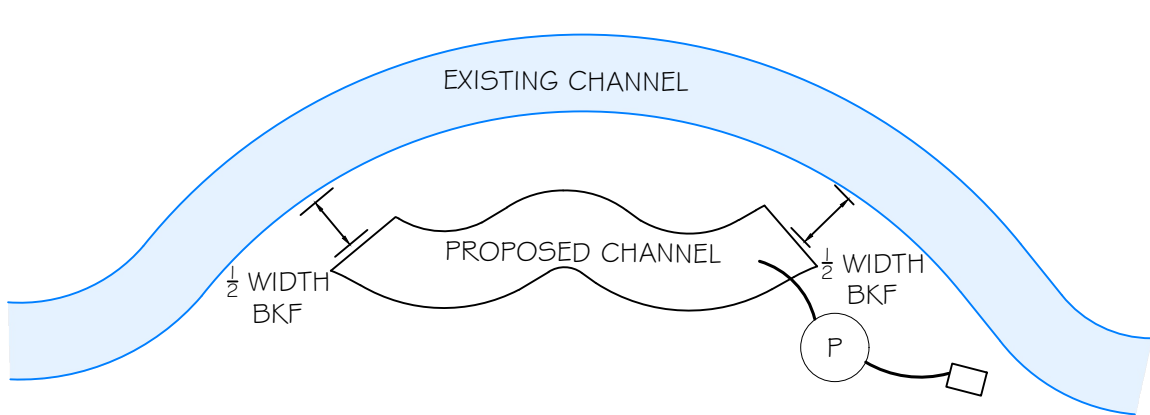 EXISTING CHANNEL
PROPOSED CHANNEL
½ WIDTH
BKF
½ WIDTH
BKF
P